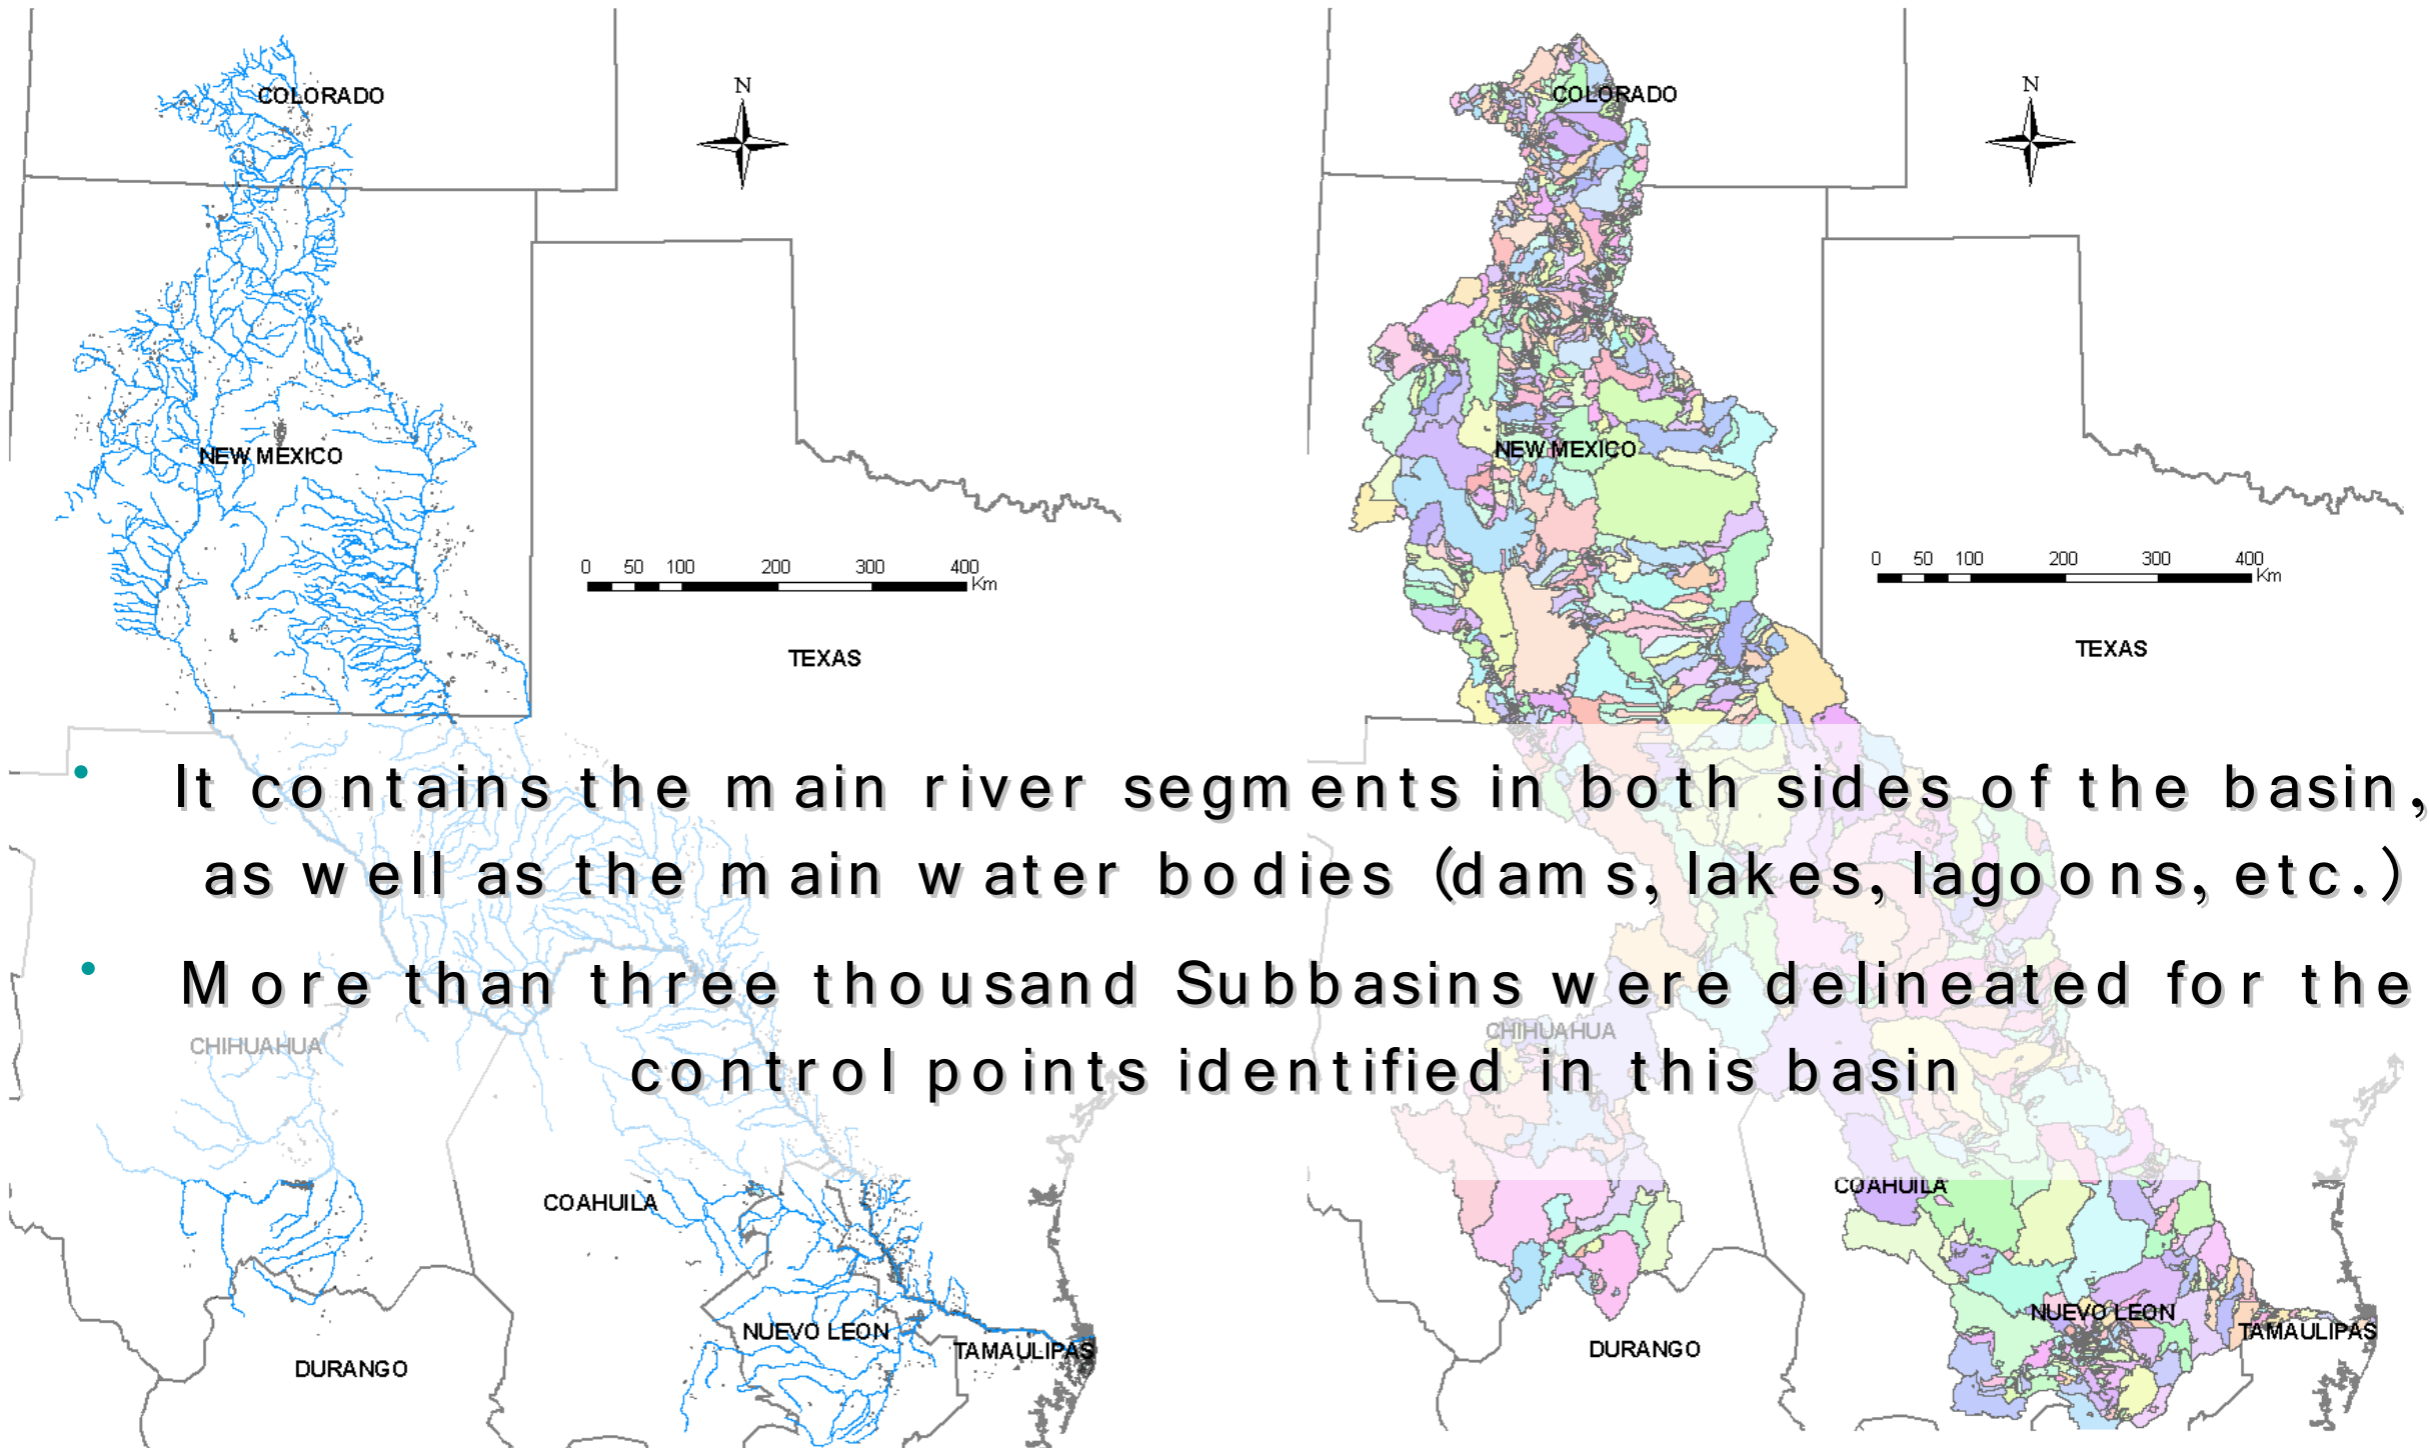 COLORADO
N
NEW MEXICO
0 50 100 200 300 400
Km
TEXAS
COLORADO
N
NEW MEXICO
0 50 100 200 300 400
Km
TEXAS
• It contains the main river segments in both sides of the basin,
as well as the main water bodies (dams, lakes, lagoons, etc.)
• More than three thousand Subbasins were delineated for the
control points identified in this basin
CHIHUAHUA
COAHUILA
NUEVO LEON
TAMAULIPAS
DURANGO
CHIHUAHUA
COAHUILA
NUEVO LEON
TAMAULIPAS
DURANGO